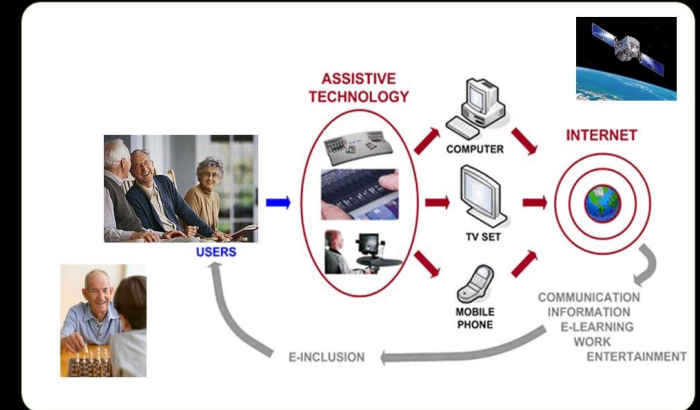 ASSISTIVE
TECHNOLOGY
COMPUTER
INTERNET
TV SET
USERS
MOBILE
PHONE
COMMUNICATION
INFORMATION
E-LEARNING
WORK
ENTERTAINMENT
E-INCLUSION